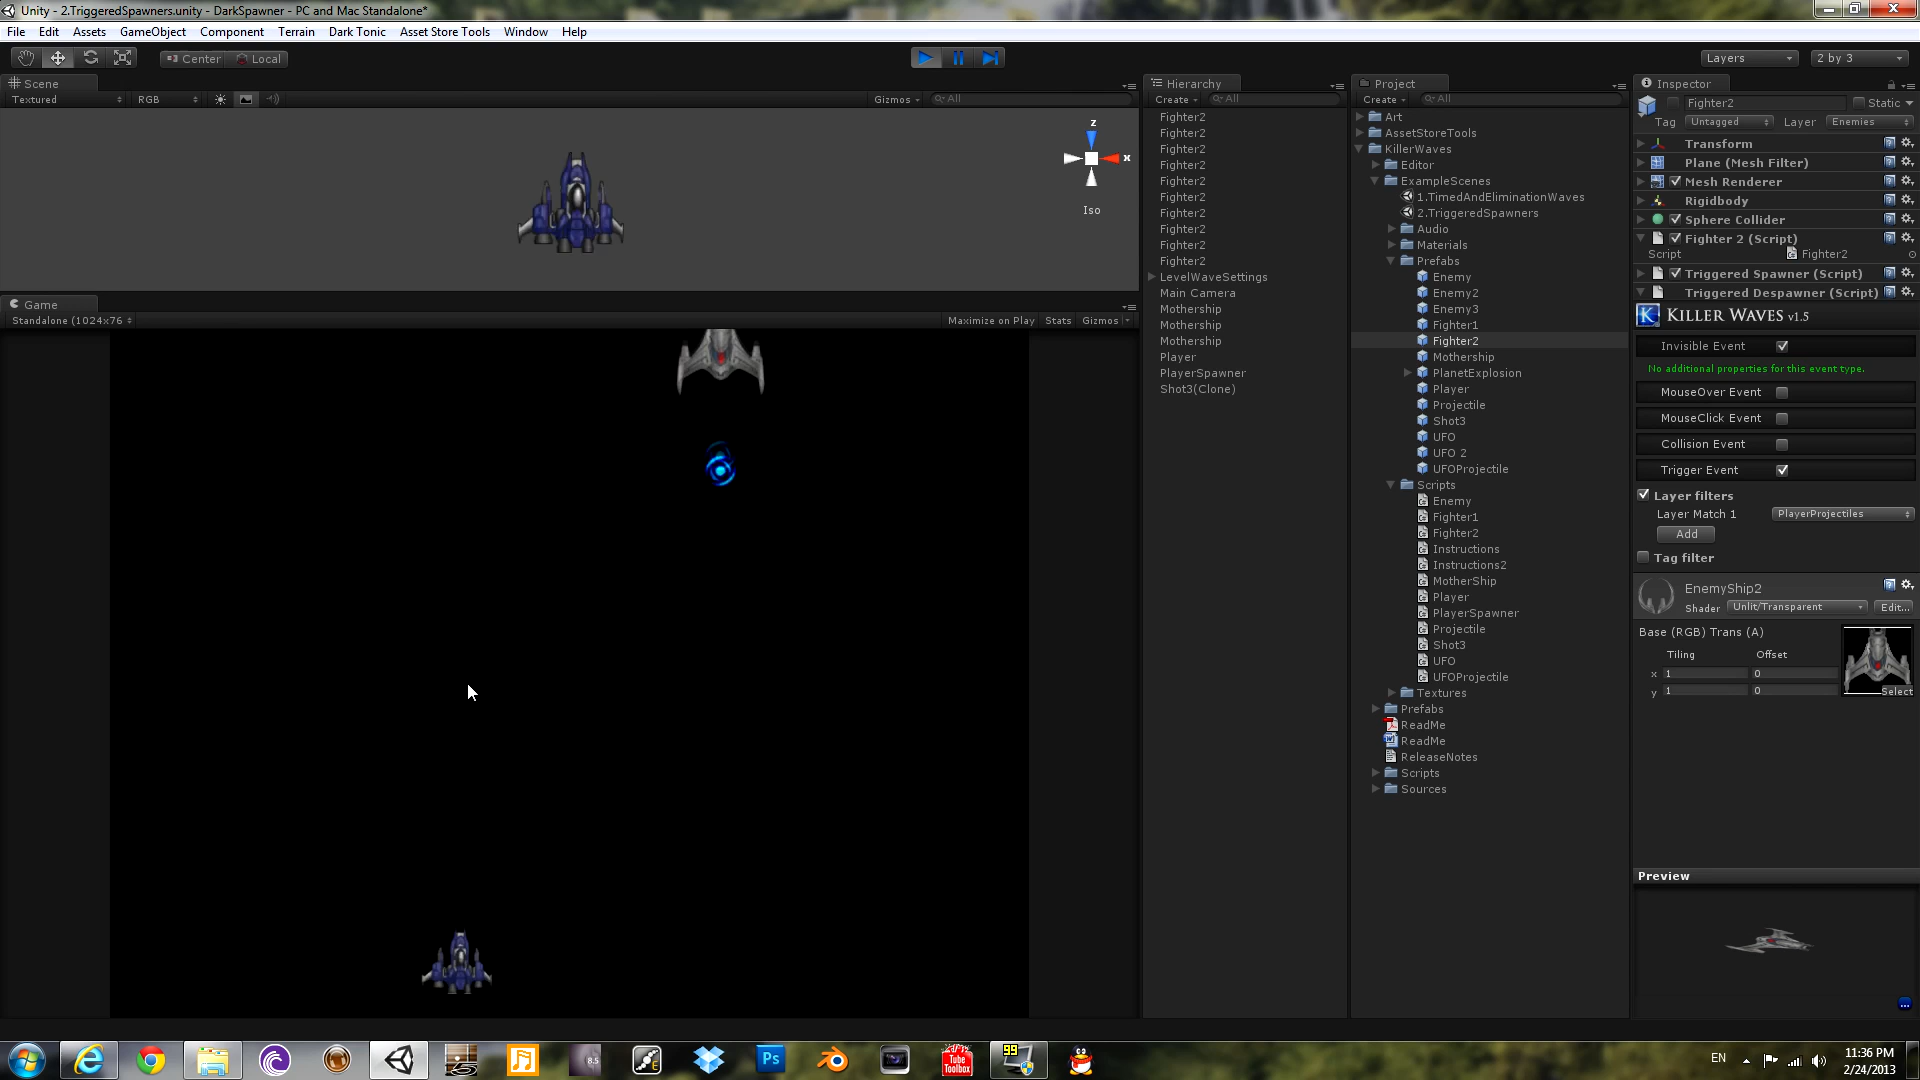 Unity - 2.TriggeredSpawners.unity - DarkSpawner - PC and Mac Standalone*
File Edit Assets GameObject Component Terrain Dark Tonic Asset Store Tools Window Help
Center Local
Layers
2 by 3
Scene
Textured RGB Gizmos All
z
x
Iso
Game
Standalone (1024x76 Maximize on Play Stats Gizmos
Hierarchy
Create All
Fighter2
Fighter2
Fighter2
Fighter2
Fighter2
Fighter2
Fighter2
Fighter2
Fighter2
Fighter2
LevelWaveSettings
Main Camera
Mothership
Mothership
Mothership
Player
PlayerSpawner
Shot3(Clone)
Project
Create All
Art
AssetStoreTools
KillerWaves
Editor
ExampleScenes
1.TimedAndEliminationWaves
2.TriggeredSpawners
Audio
Materials
Prefabs
Enemy
Enemy2
Enemy3
Fighter1
Fighter2
Mothership
PlanetExplosion
Player
Projectile
Shot3
UFO
UFO 2
UFOProjectile
Scripts
Enemy
Fighter1
Fighter2
Instructions
Instructions2
MotherShip
Player
PlayerSpawner
Projectile
Shot3
UFO
UFOProjectile
Textures
Prefabs
ReadMe
ReadMe
ReleaseNotes
Scripts
Sources
Inspector
Fighter2 Static
Tag Untagged Layer Enemies
Transform
Plane (Mesh Filter)
Mesh Renderer
Rigidbody
Sphere Collider
Fighter 2 (Script)
Script Fighter2
Triggered Spawner (Script)
Triggered Despawner (Script)
K KILLER WAVES v1.5
Invisible Event
No additional properties for this event type.
MouseOver Event
MouseClick Event
Collision Event
Trigger Event
Layer filters
Layer Match 1 PlayerProjectiles
Add
Tag filter
EnemyShip2
Shader Unlit/Transparent Edit...
Base (RGB) Trans (A)
Tiling Offset
x 1 0
y 1 0
Select
Preview
8.5
Ps
Tube Toolbox
99
EN
11:36 PM
2/24/2013